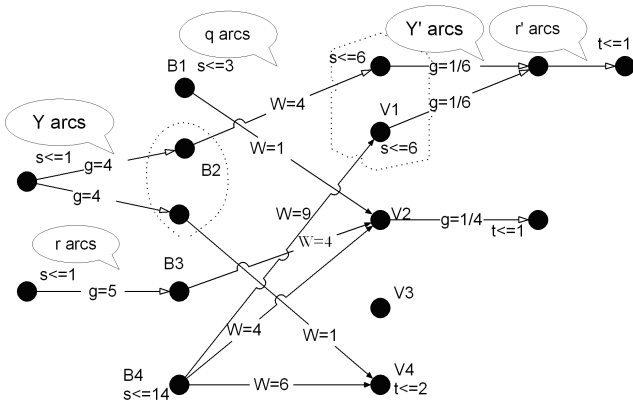 q arcs
Y' arcs
r' arcs
t<=1
B1
s<=3
s<=6
g=1/6
W=4
V1
g=1/6
Y arcs
s<=1
g=4
B2
W=1
s<=6
g=4
W=9
V2
g=1/4
t<=1
r arcs
W=4
B3
s<=1
g=5
V3
W=4
W=1
B4
s<=14
W=6
V4
t<=2